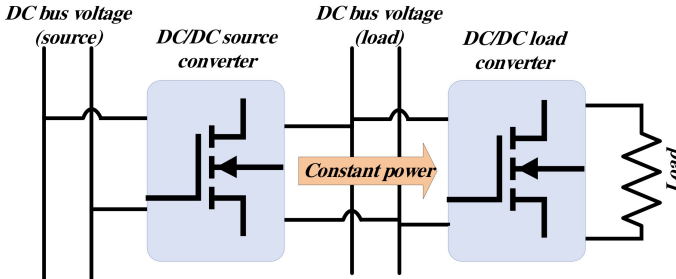 DC bus voltage
(source)
DC/DC source
converter
DC bus voltage
(load)
DC/DC load
converter
Constant power
Load